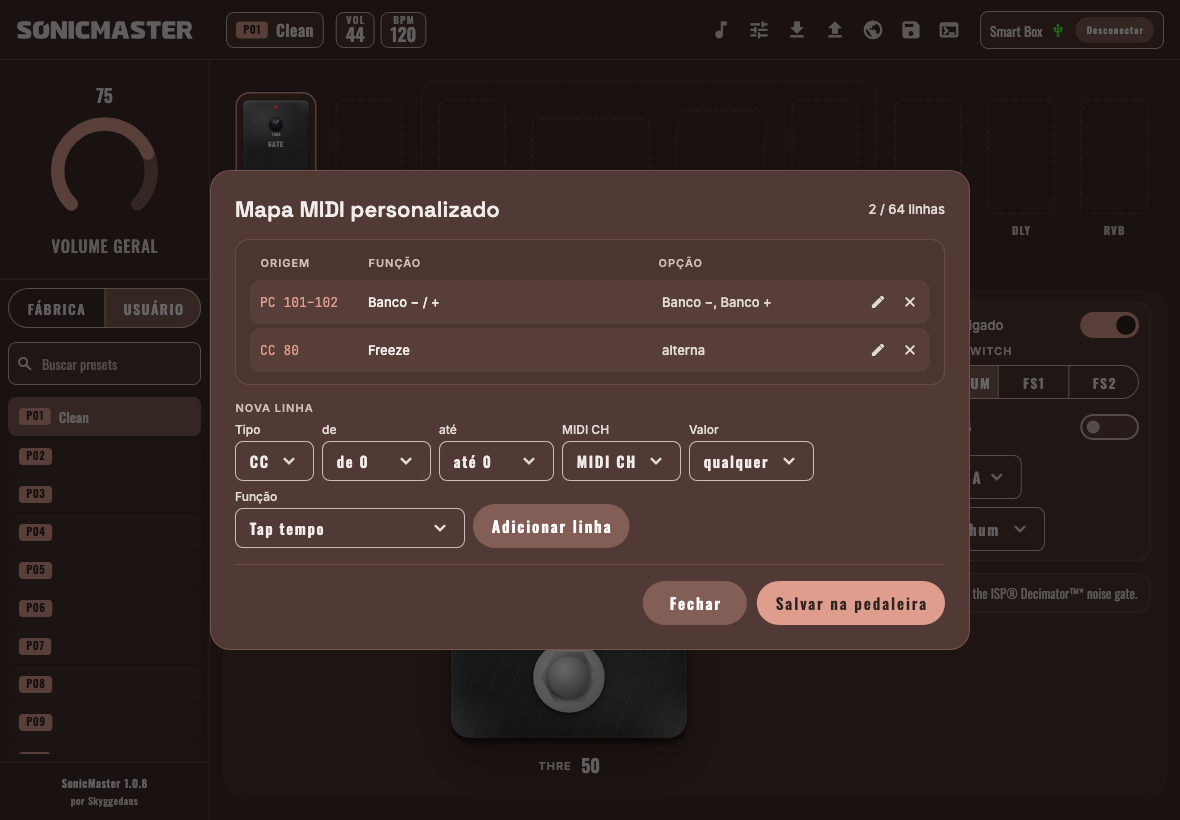 SONICMASTER
P01 Clean
VOL 44
BPM 120
Smart Box
Desconectar
75
VOLUME GERAL
GATE
DLY
RVB
FÁBRICA
USUÁRIO
Buscar presets
P01 Clean
P02
P03
P04
P05
P06
P07
P08
P09
SonicMaster 1.0.8
por Skyggedans
Mapa MIDI personalizado
2 / 64 linhas
ORIGEM FUNÇÃO OPÇÃO
PC 101–102 Banco − / + Banco −, Banco +
CC 80 Freeze alterna
NOVA LINHA
Tipo de até MIDI CH Valor
CC de 0 até 0 MIDI CH qualquer
Função
Tap tempo
Adicionar linha
Fechar
Salvar na pedaleira
lgado
WITCH
UM FS1 FS2
A
hum
the ISP® Decimator™* noise gate.
THRE 50